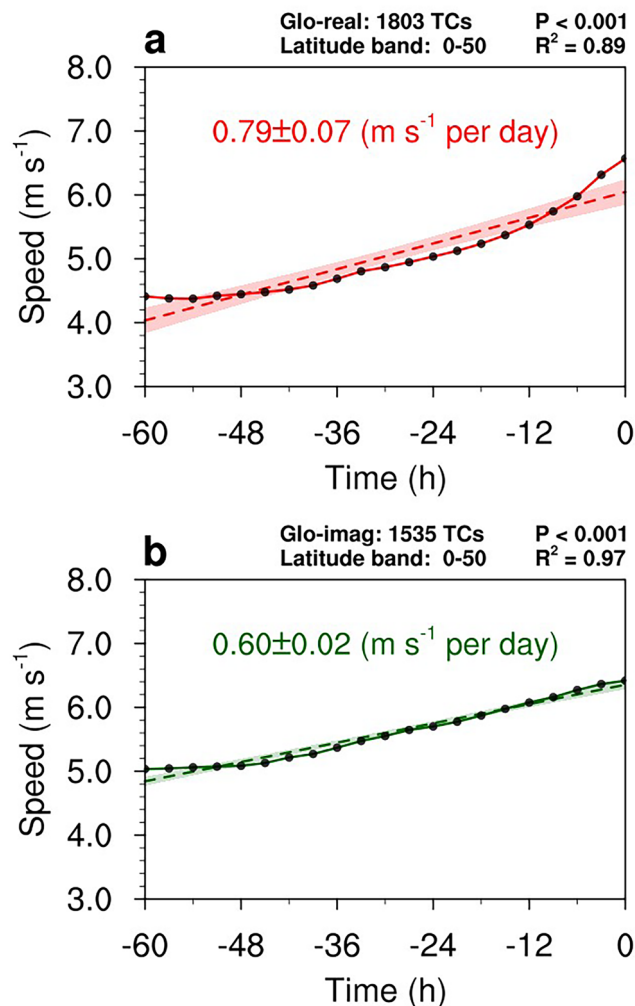 a
Glo-real: 1803 TCs P < 0.001
Latitude band: 0-50 R² = 0.89
8.0
7.0
6.0
5.0
4.0
3.0
Speed (m s⁻¹)
0.79±0.07 (m s⁻¹ per day)
-60 -48 -36 -24 -12 0
Time (h)
b
Glo-imag: 1535 TCs P < 0.001
Latitude band: 0-50 R² = 0.97
8.0
7.0
6.0
5.0
4.0
3.0
Speed (m s⁻¹)
0.60±0.02 (m s⁻¹ per day)
-60 -48 -36 -24 -12 0
Time (h)